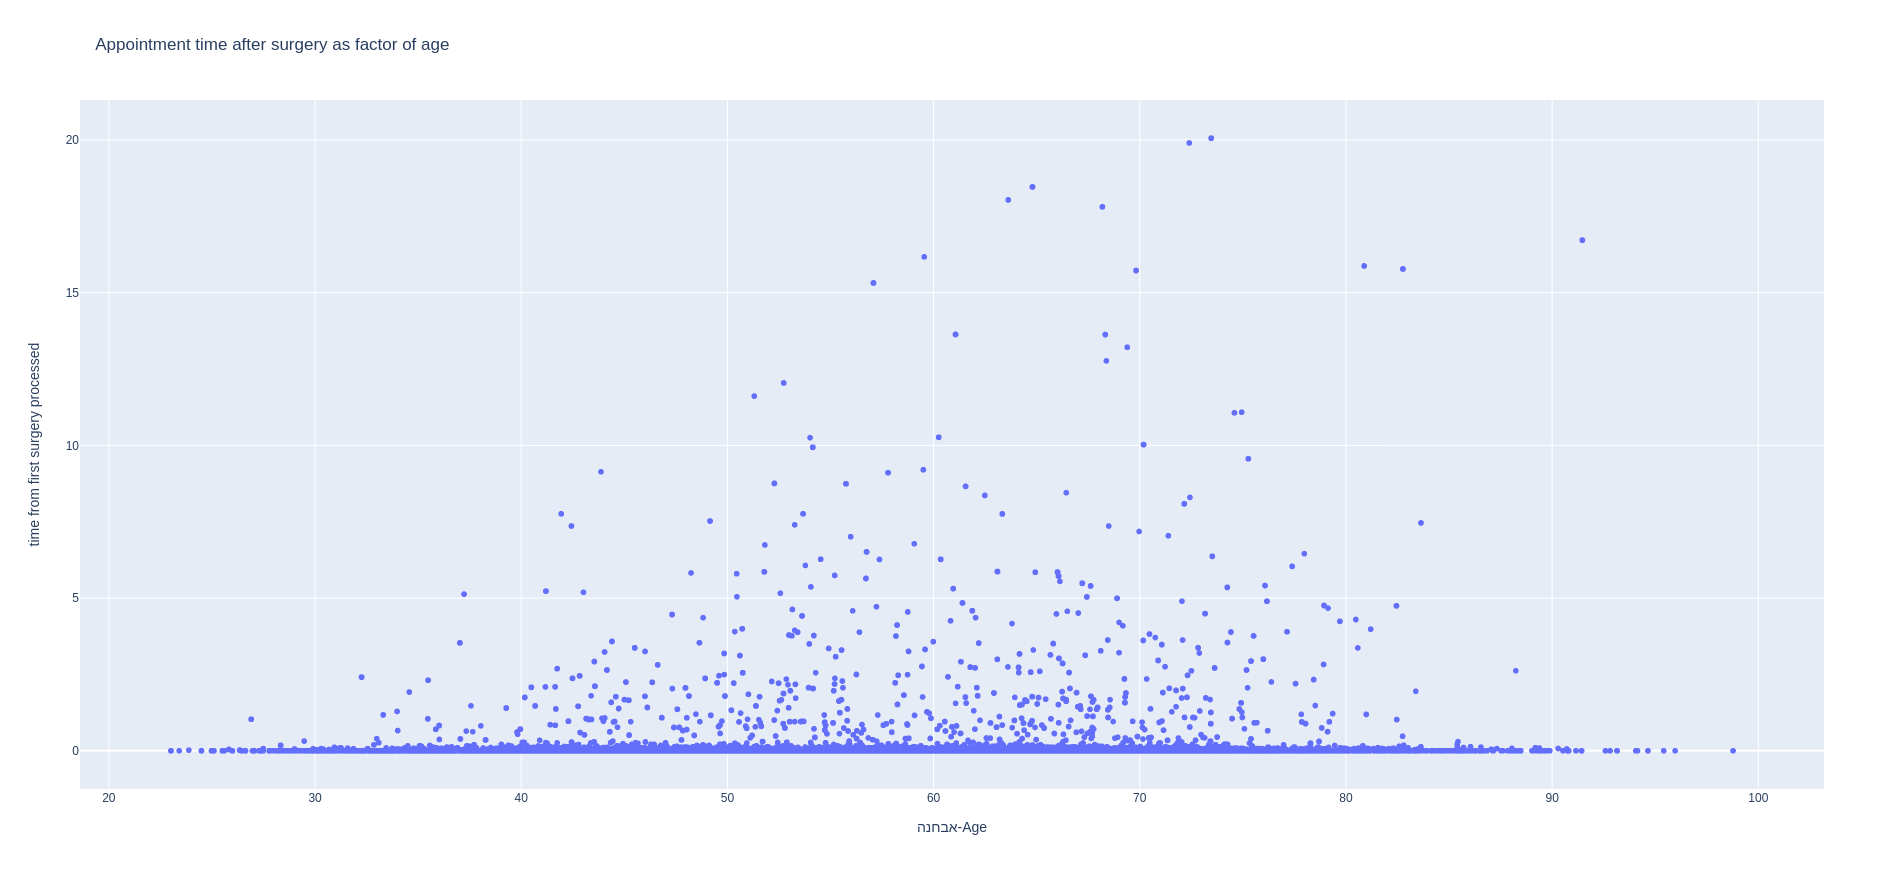 Appointment time after surgery as factor of age
time from first surgery processed
20
15
10
5
0
20 30 40 50 60 70 80 90 100
אבחנה-Age